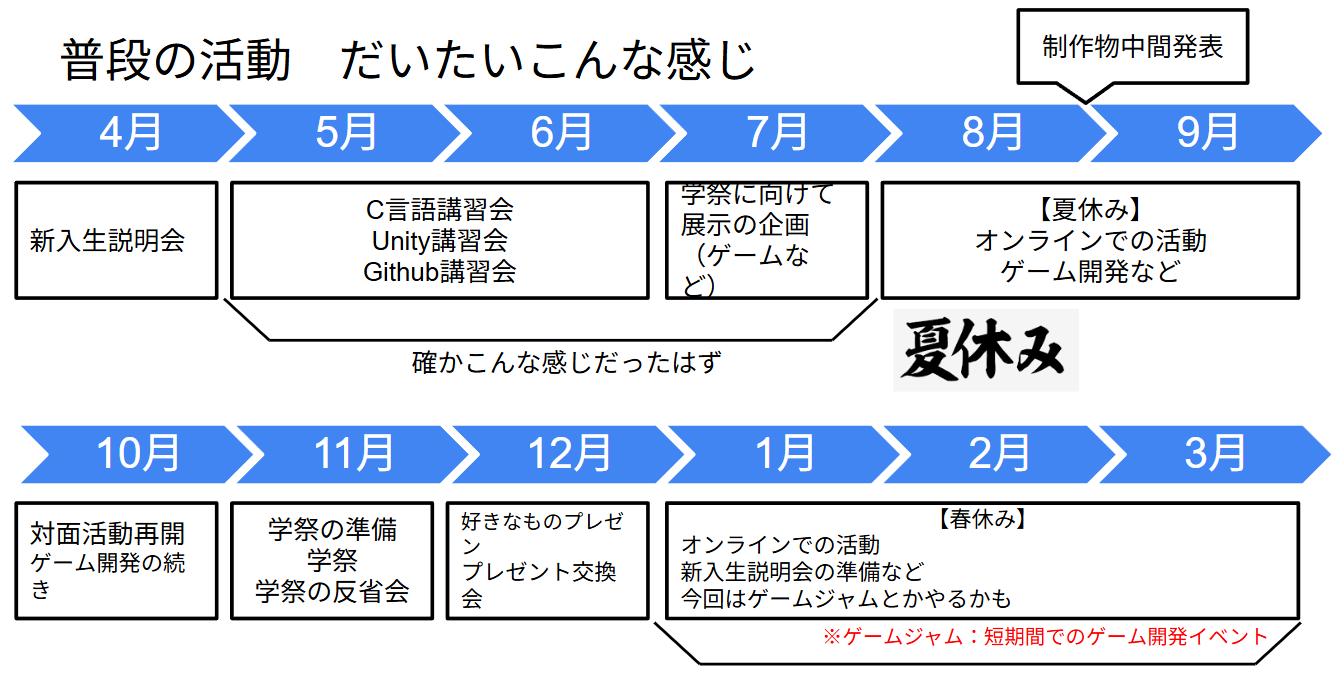 普段の活動　だいたいこんな感じ
制作物中間発表
4月
5月
6月
7月
8月
9月
新入生説明会
C言語講習会
Unity講習会
Github講習会
学祭に向けて
展示の企画
（ゲームな
ど）
【夏休み】
オンラインでの活動
ゲーム開発など
確かこんな感じだったはず
夏休み
10月
11月
12月
1月
2月
3月
対面活動再開
ゲーム開発の続
き
学祭の準備
学祭
学祭の反省会
好きなものプレゼ
ン
プレゼント交換
会
【春休み】
オンラインでの活動
新入生説明会の準備など
今回はゲームジャムとかやるかも
※ゲームジャム：短期間でのゲーム開発イベント